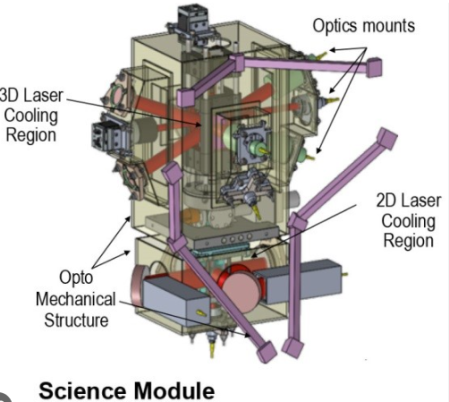 Optics mounts
3D Laser
Cooling
Region
2D Laser
Cooling
Region
Opto
Mechanical
Structure
Science Module